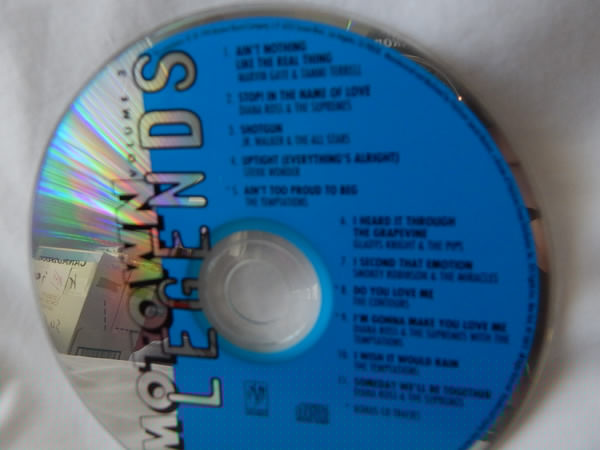 MOTOWN
LEGENDS
VOLUME 3
1. AIN'T NOTHING
LIKE THE REAL THING
MARVIN GAYE & TAMMI TERRELL
2. STOP! IN THE NAME OF LOVE
DIANA ROSS & THE SUPREMES
3. SHOTGUN
JR. WALKER & THE ALL STARS
4. UPTIGHT (EVERYTHING'S ALRIGHT)
STEVIE WONDER
* 5. AIN'T TOO PROUD TO BEG
THE TEMPTATIONS
6. I HEARD IT THROUGH
THE GRAPEVINE
GLADYS KNIGHT & THE PIPS
7. I SECOND THAT EMOTION
SMOKEY ROBINSON & THE MIRACLES
8. DO YOU LOVE ME
THE CONTOURS
* 9. I'M GONNA MAKE YOU LOVE ME
DIANA ROSS & THE SUPREMES WITH THE
TEMPTATIONS
10. I WISH IT WOULD RAIN
THE TEMPTATIONS
11. SOMEDAY WE'LL BE TOGETHER
DIANA ROSS & THE SUPREMES
* BONUS CD TRACKS